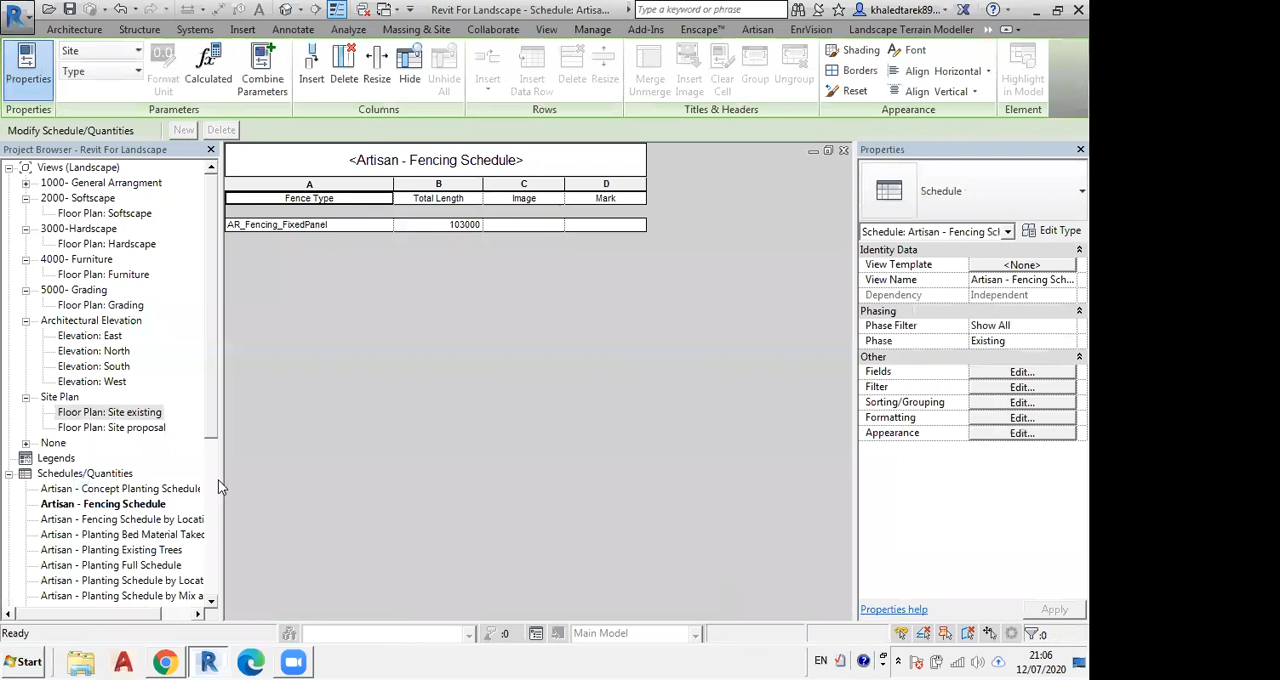 Revit For Landscape - Schedule: Artisa...
Type a keyword or phrase
khaledtarek89...
Architecture Structure Systems Insert Annotate Analyze Massing & Site Collaborate View Manage Add-Ins Enscape™ Artisan EnVision Landscape Terrain Modeller
Properties
Site
Type
Format Unit
Calculated
Combine Parameters
Insert
Delete
Resize
Hide
Unhide All
Insert
Insert Data Row
Delete
Resize
Merge Unmerge
Insert Image
Clear Cell
Group
Ungroup
Shading
Borders
Reset
Font
Align Horizontal
Align Vertical
Highlight in Model
Properties Parameters Columns Rows Titles & Headers Appearance Element
Modify Schedule/Quantities New Delete
Project Browser - Revit For Landscape
Views (Landscape)
1000- General Arrangment
2000- Softscape
Floor Plan: Softscape
3000-Hardscape
Floor Plan: Hardscape
4000- Furniture
Floor Plan: Furniture
5000- Grading
Floor Plan: Grading
Architectural Elevation
Elevation: East
Elevation: North
Elevation: South
Elevation: West
Site Plan
Floor Plan: Site existing
Floor Plan: Site proposal
None
Legends
Schedules/Quantities
Artisan - Concept Planting Schedule
Artisan - Fencing Schedule
Artisan - Fencing Schedule by Locati
Artisan - Planting Bed Material Takec
Artisan - Planting Existing Trees
Artisan - Planting Full Schedule
Artisan - Planting Schedule by Locat
Artisan - Planting Schedule by Mix a
<Artisan - Fencing Schedule>
A B C D
Fence Type Total Length Image Mark
AR_Fencing_FixedPanel 103000
Properties
Schedule
Schedule: Artisan - Fencing Scl Edit Type
Identity Data
View Template <None>
View Name Artisan - Fencing Sch...
Dependency Independent
Phasing
Phase Filter Show All
Phase Existing
Other
Fields Edit...
Filter Edit...
Sorting/Grouping Edit...
Formatting Edit...
Appearance Edit...
Properties help Apply
Ready :0 Main Model :0
Start EN 21:06
12/07/2020